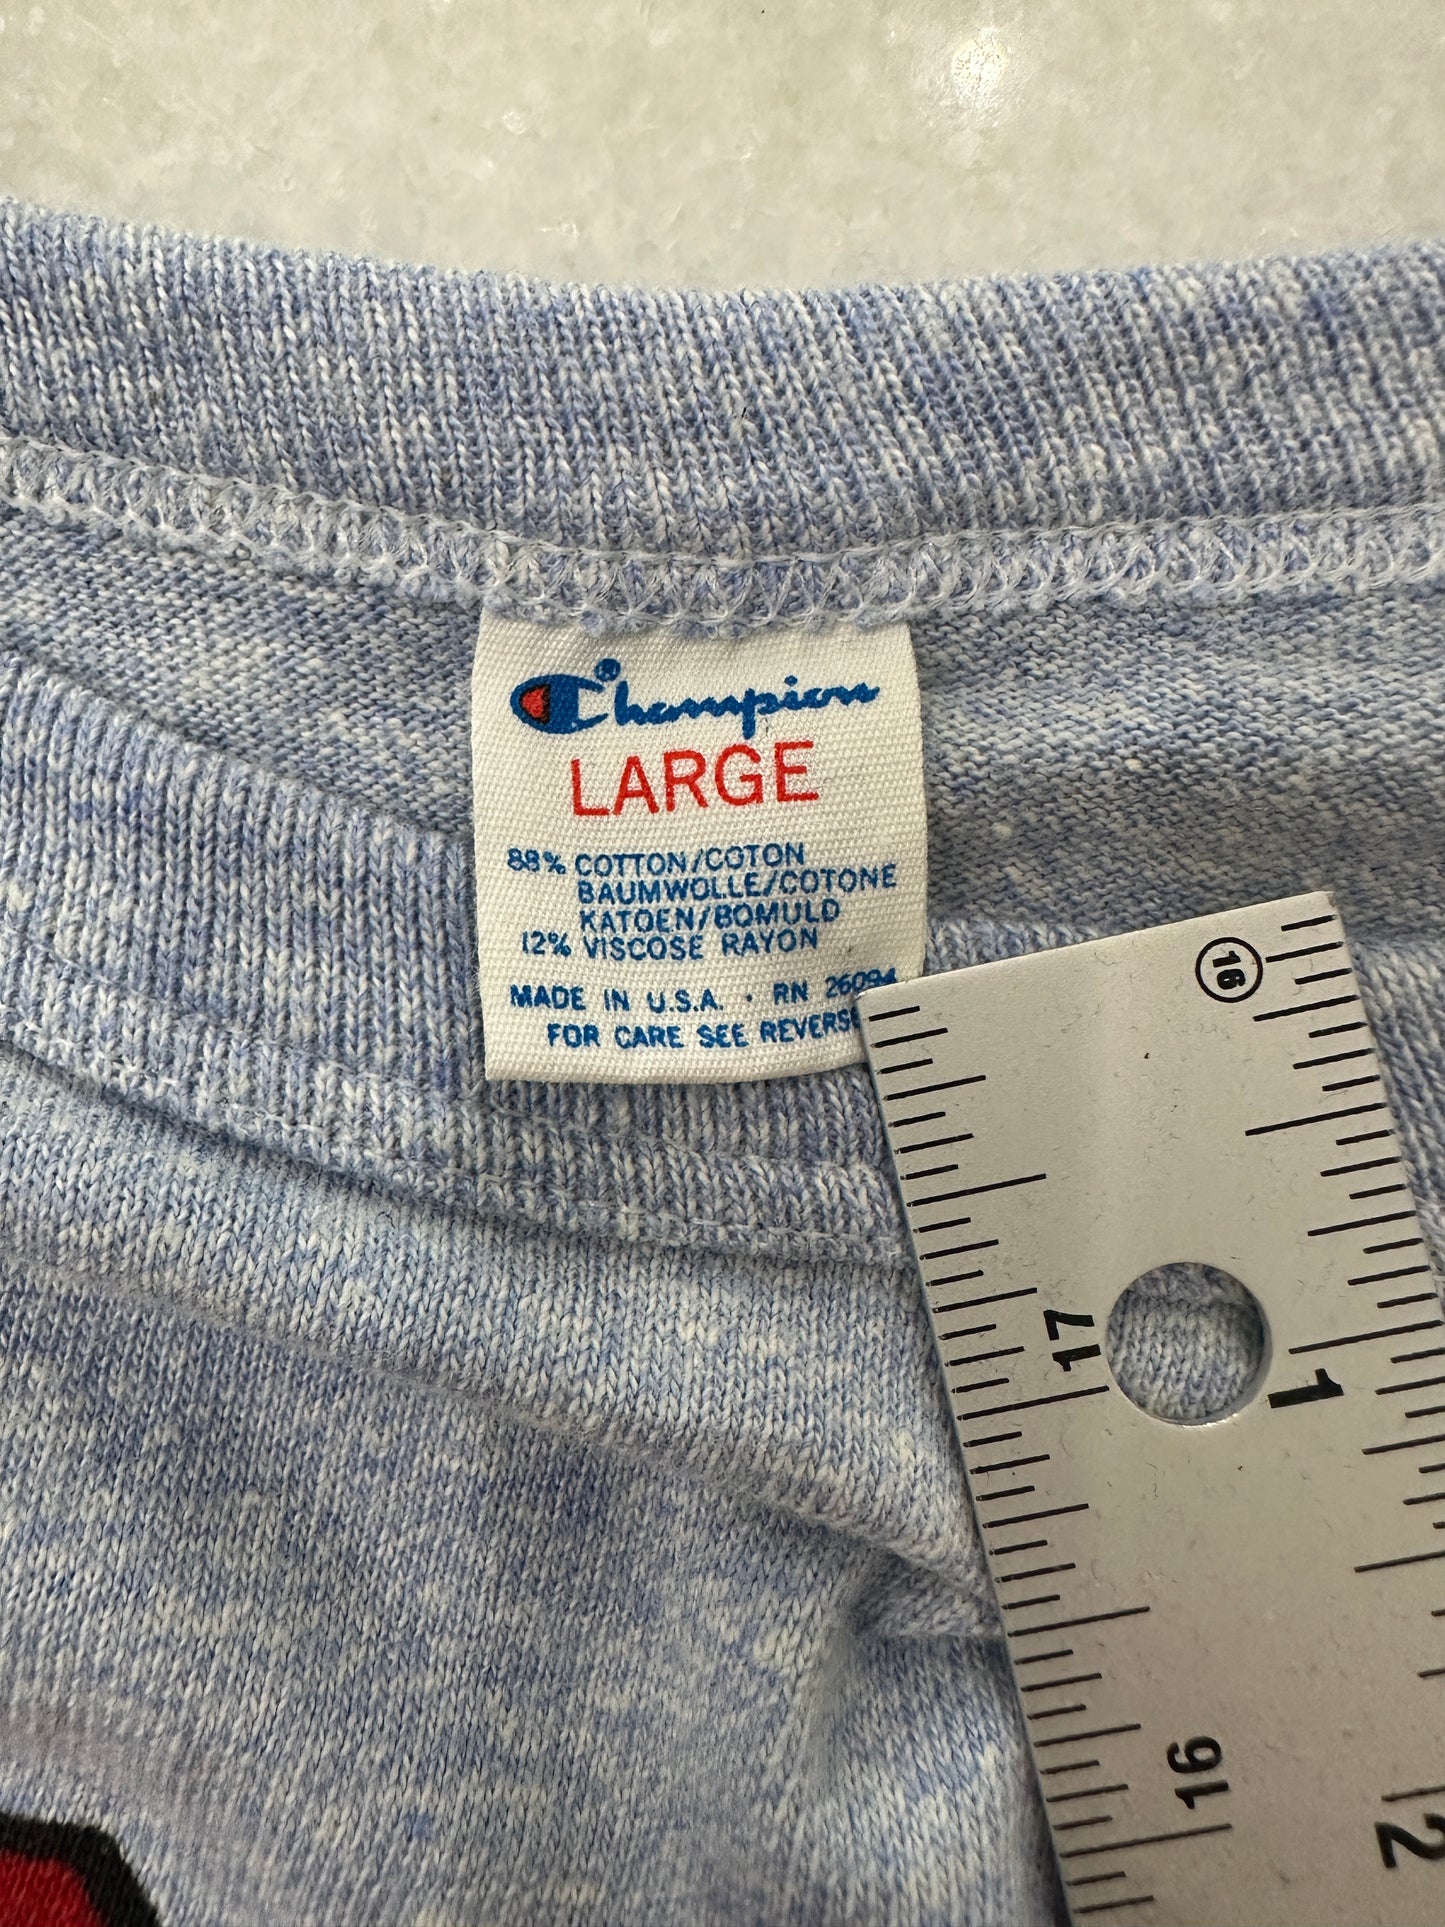 Champion®
LARGE
88% COTTON/COTON
BAUMWOLLE/COTONE
KATOEN/BOMULD
12% VISCOSE RAYON
MADE IN U.S.A. · RN 26094
FOR CARE SEE REVERSE
16
17
1
16
2